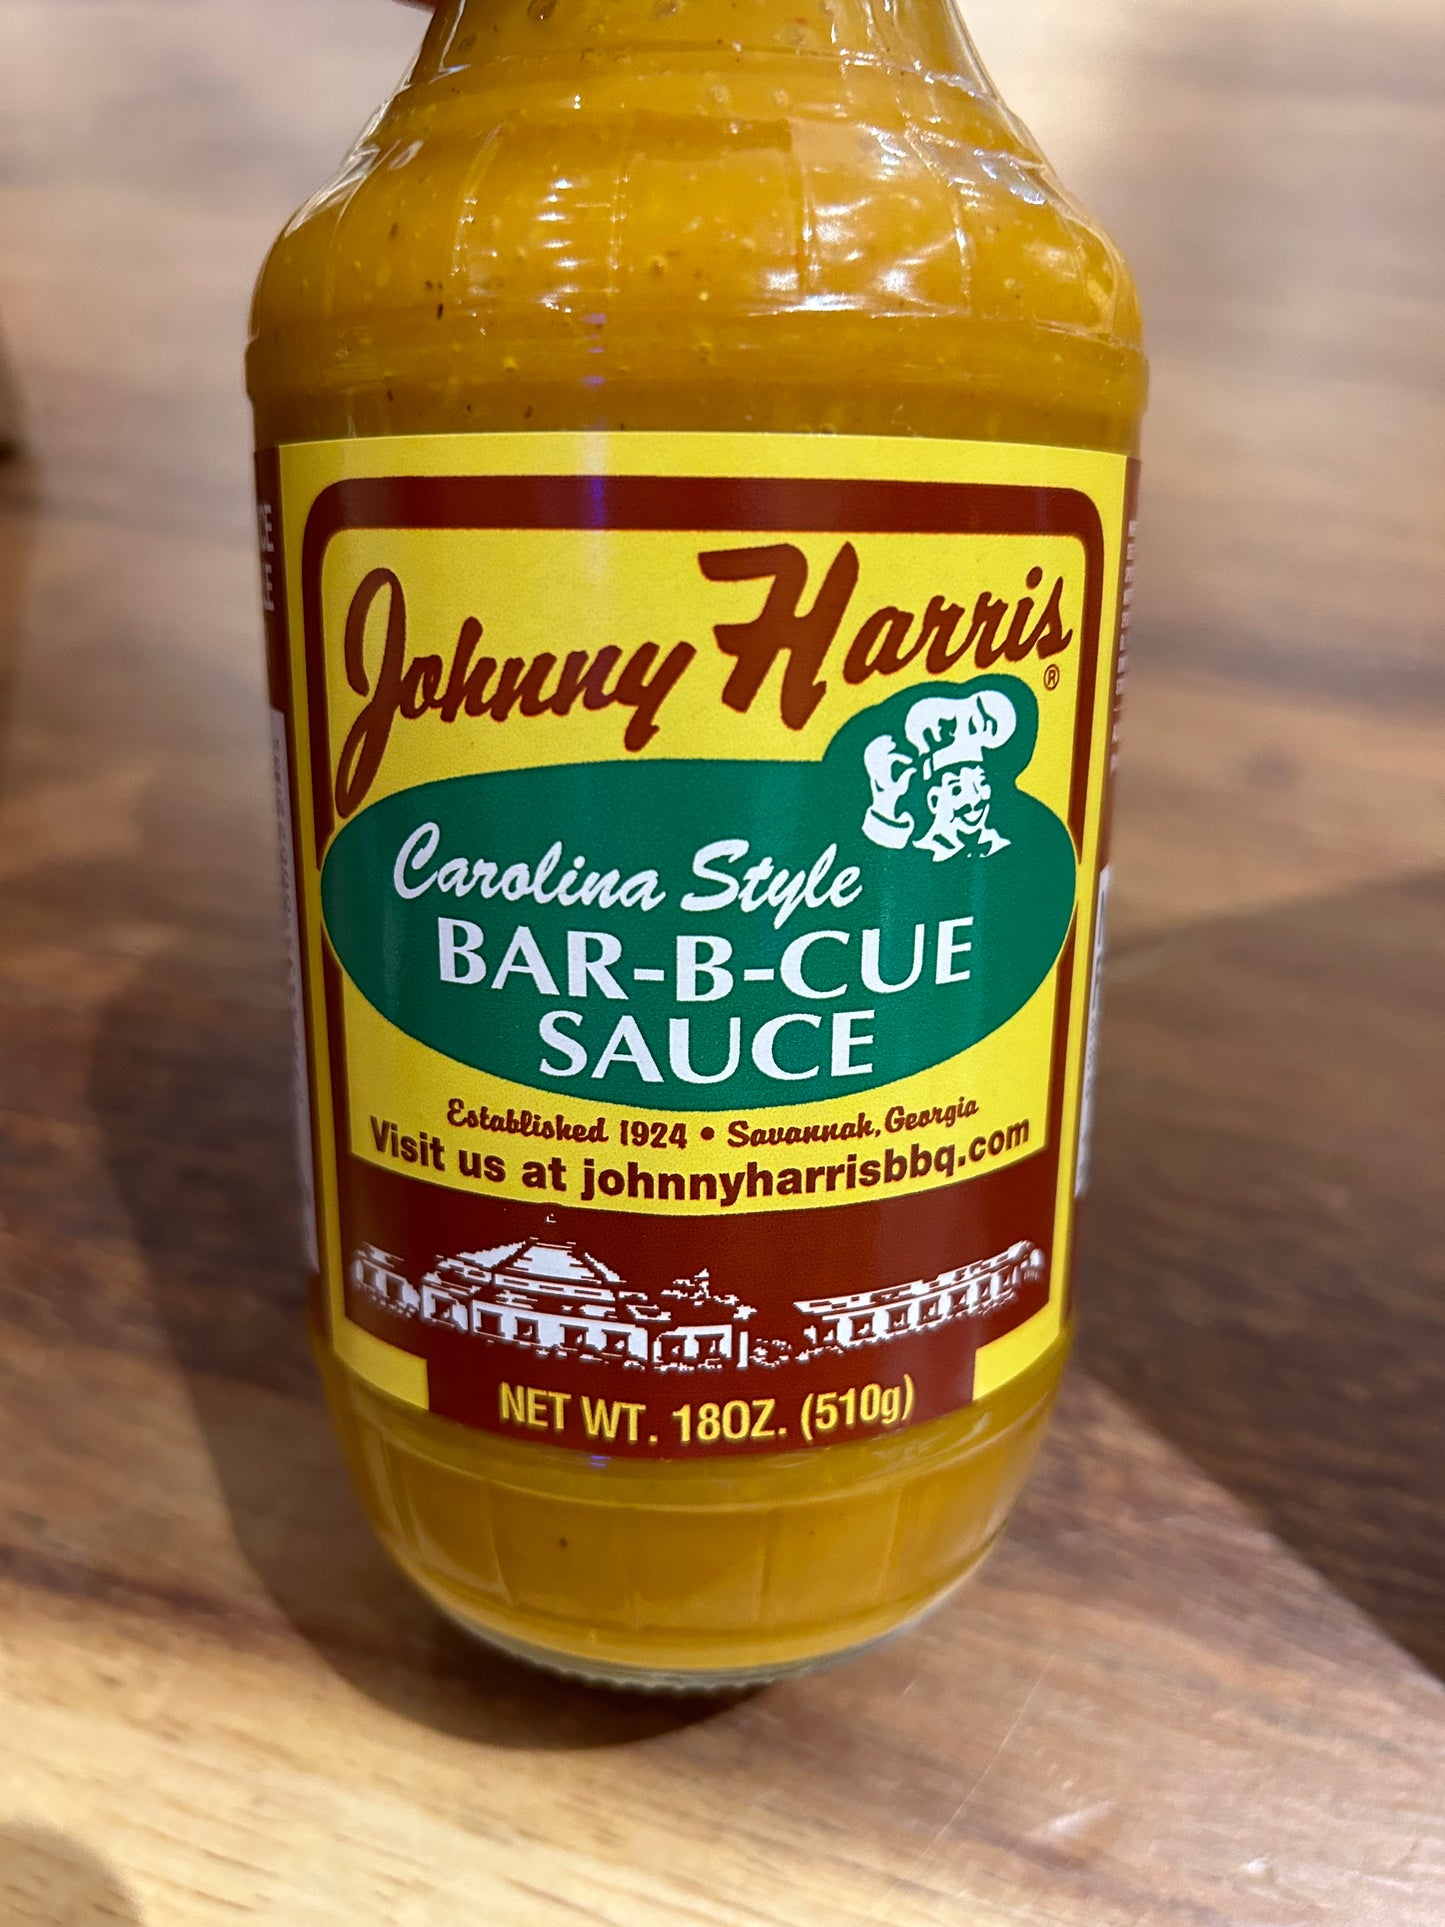 Johnny Harris®
Carolina Style
BAR-B-CUE
SAUCE
Established 1924 • Savannah, Georgia
Visit us at johnnyharrisbbq.com
NET WT. 18OZ. (510g)